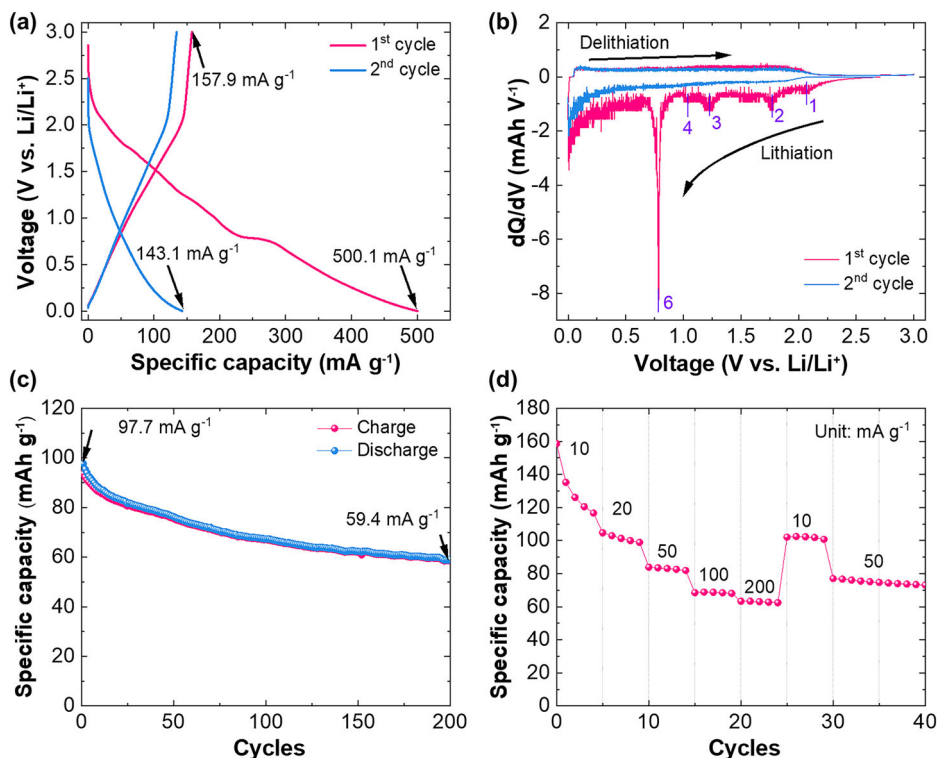 (a)
3.0
2.5
2.0
1.5
1.0
0.5
0.0
Voltage (V vs. Li/Li⁺)
1ˢᵗ cycle
2ⁿᵈ cycle
157.9 mA g⁻¹
143.1 mA g⁻¹
500.1 mA g⁻¹
0 100 200 300 400 500
Specific capacity (mA g⁻¹)
(b)
2
0
-2
-4
-6
-8
dQ/dV (mAh V⁻¹)
Delithiation
1
2
3
4
Lithiation
6
1ˢᵗ cycle
2ⁿᵈ cycle
0.0 0.5 1.0 1.5 2.0 2.5 3.0
Voltage (V vs. Li/Li⁺)
(c)
120
100
80
60
40
20
0
Specific capacity (mAh g⁻¹)
97.7 mA g⁻¹
Charge
Discharge
59.4 mA g⁻¹
0 50 100 150 200
Cycles
(d)
180
160
140
120
100
80
60
40
20
0
Specific capacity (mAh g⁻¹)
Unit: mA g⁻¹
10
20
50
100
200
10
50
0 10 20 30 40
Cycles